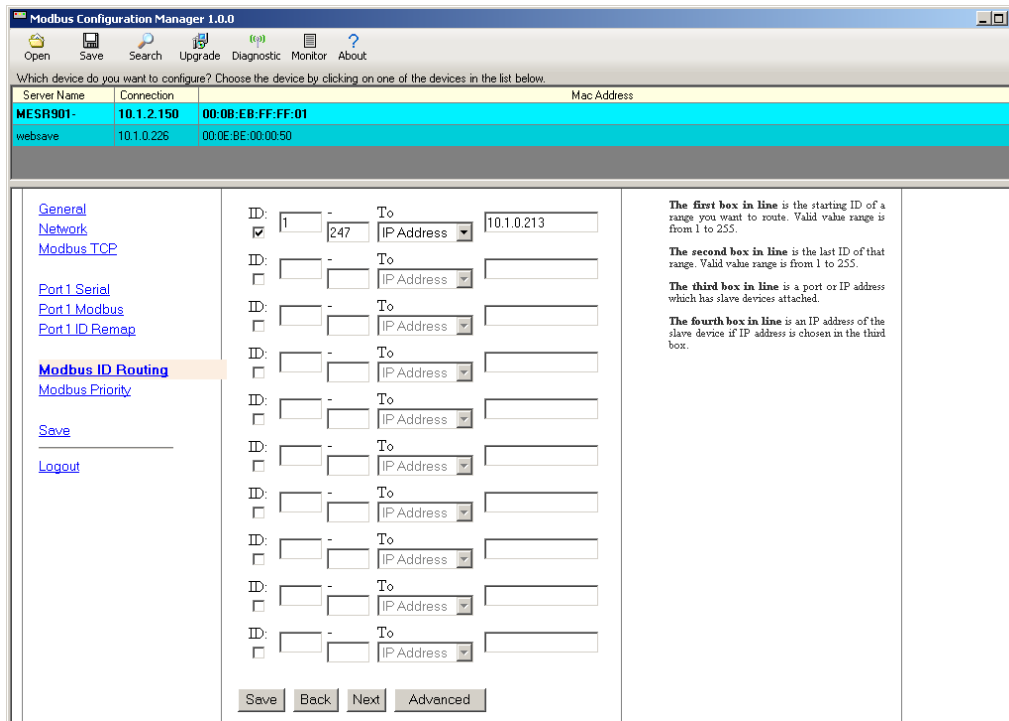 Modbus Configuration Manager 1.0.0
Open Save Search Upgrade Diagnostic Monitor About
Which device do you want to configure? Choose the device by clicking on one of the devices in the list below.
Server Name Connection Mac Address
MESR901- 10.1.2.150 00:0B:EB:FF:FF:01
websave 10.1.0.226 00:0E:BE:00:00:50
General
Network
Modbus TCP
Port1 Serial
Port1 Modbus
Port1 ID Remap
Modbus ID Routing
Modbus Priority
Save
Logout
ID: 1 - 247 To IP Address 10.1.0.213
ID: - To IP Address
ID: - To IP Address
ID: - To IP Address
ID: - To IP Address
ID: - To IP Address
ID: - To IP Address
ID: - To IP Address
ID: - To IP Address
ID: - To IP Address
Save Back Next Advanced
The first box in line is the starting ID of a
range you want to route. Valid value range is
from 1 to 255.
The second box in line is the last ID of that
range. Valid value range is from 1 to 255.
The third box in line is a port or IP address
which has slave devices attached.
The fourth box in line is an IP address of the
slave device if IP address is chosen in the third
box.